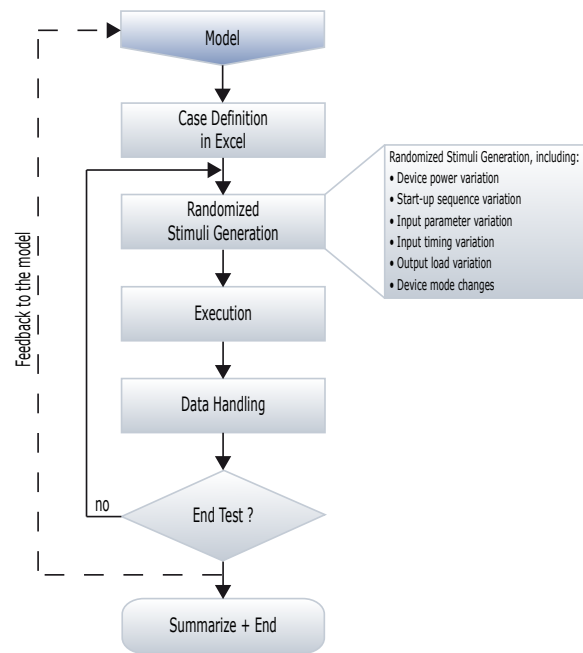 Model
Case Definition
in Excel
Randomized
Stimuli Generation
Randomized Stimuli Generation, including:
• Device power variation
• Start-up sequence variation
• Input parameter variation
• Input timing variation
• Output load variation
• Device mode changes
Execution
Feedback to the model
Data Handling
no
End Test ?
Summarize + End